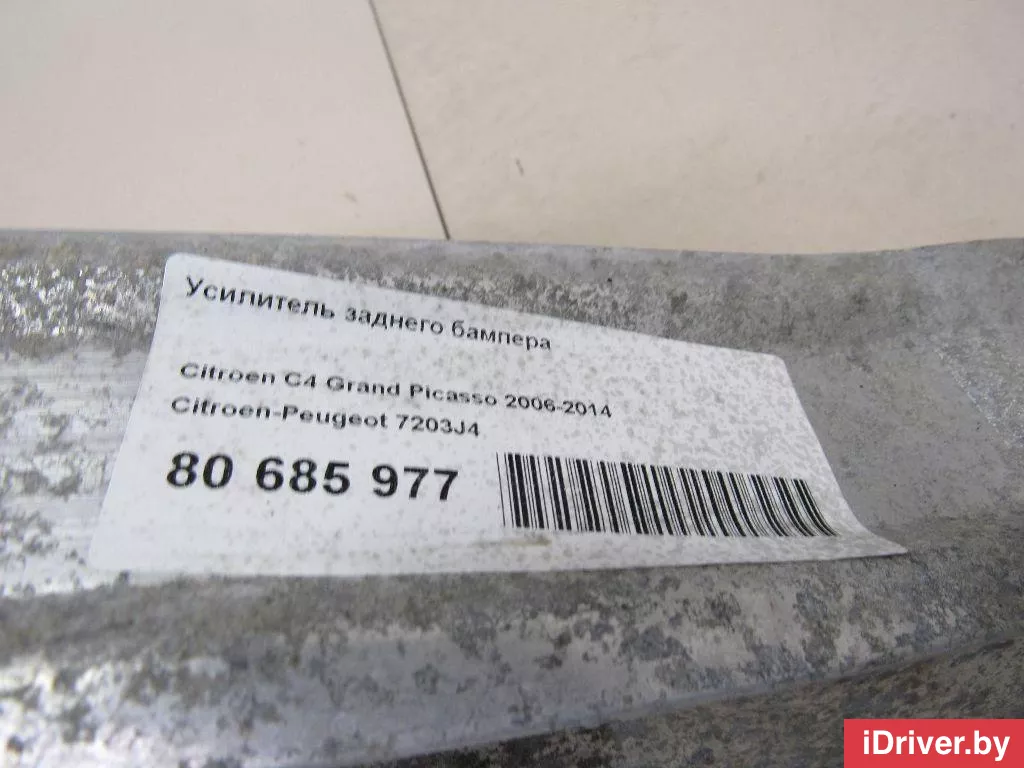 Усилитель заднего бампера
Citroen C4 Grand Picasso 2006-2014
Citroen-Peugeot 7203J4
80 685 977
iDriver.by